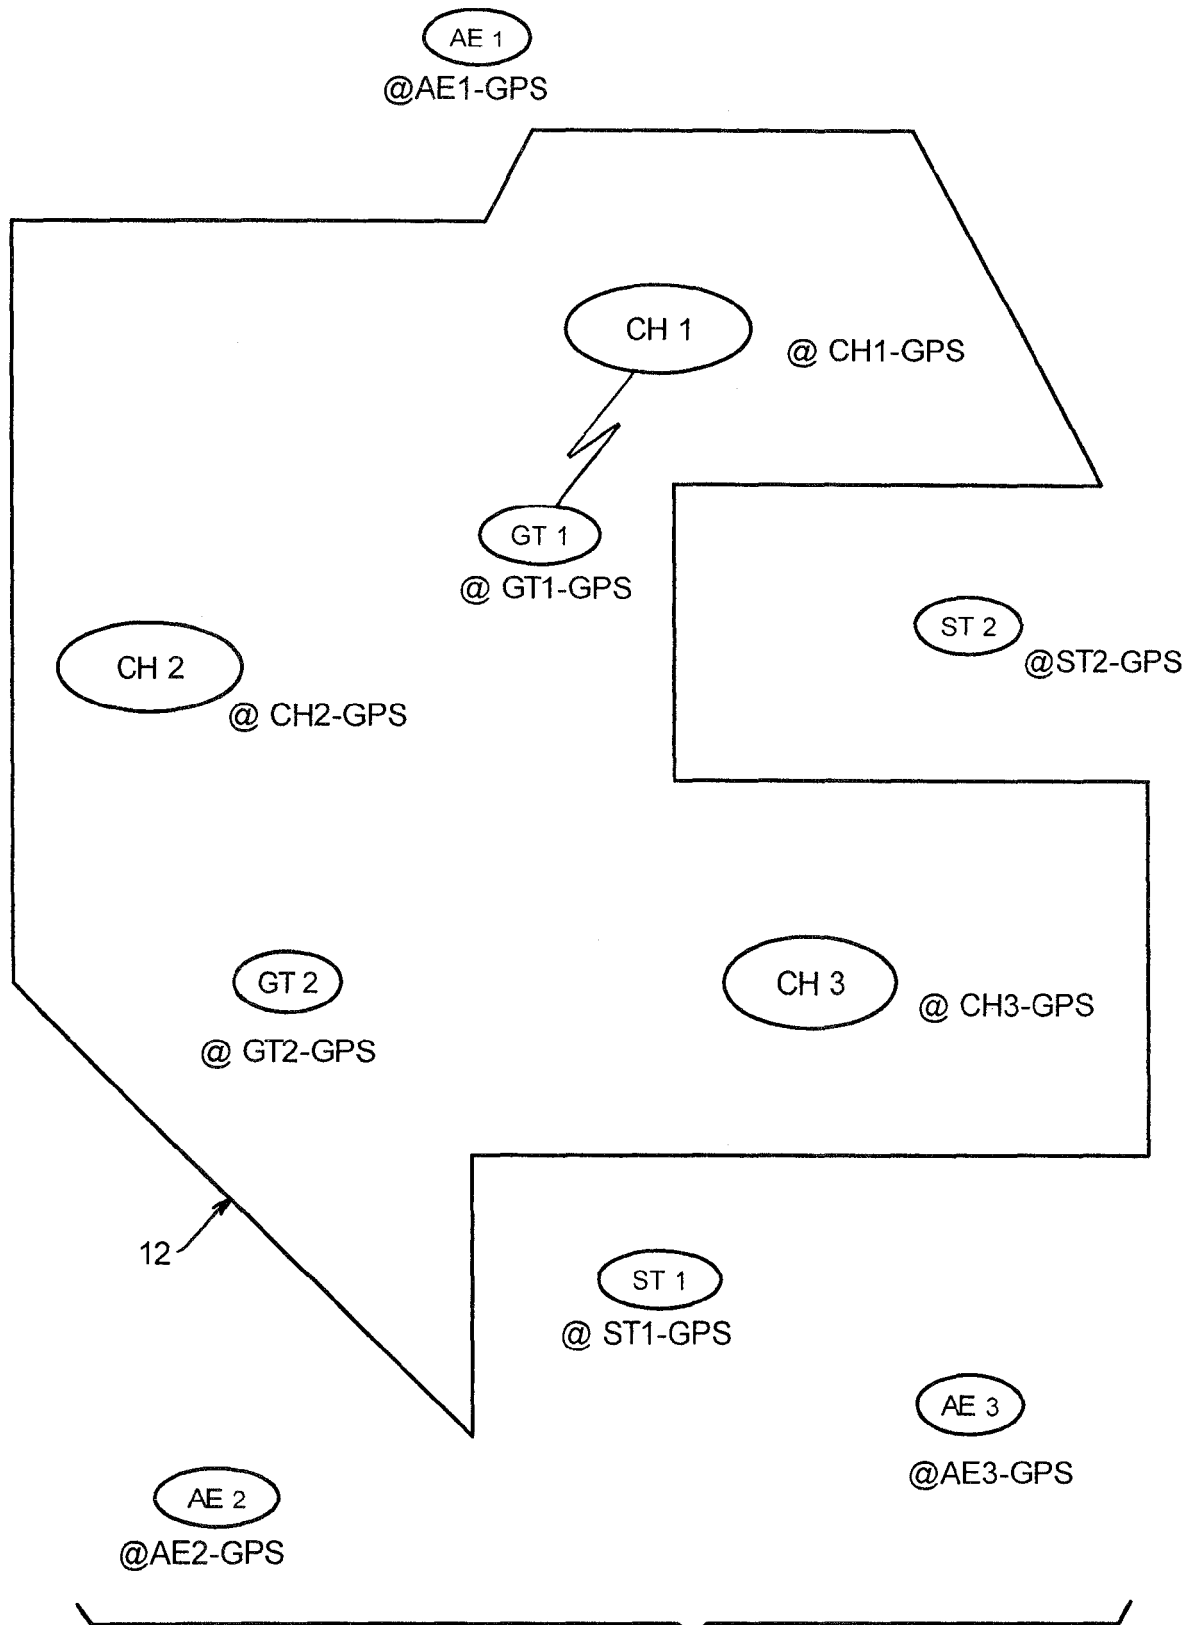 AE 1
@AE1-GPS
CH 1
@ CH1-GPS
GT 1
@ GT1-GPS
ST 2
@ST2-GPS
CH 2
@ CH2-GPS
GT 2
@ GT2-GPS
CH 3
@ CH3-GPS
12
ST 1
@ ST1-GPS
AE 3
@AE3-GPS
AE 2
@AE2-GPS